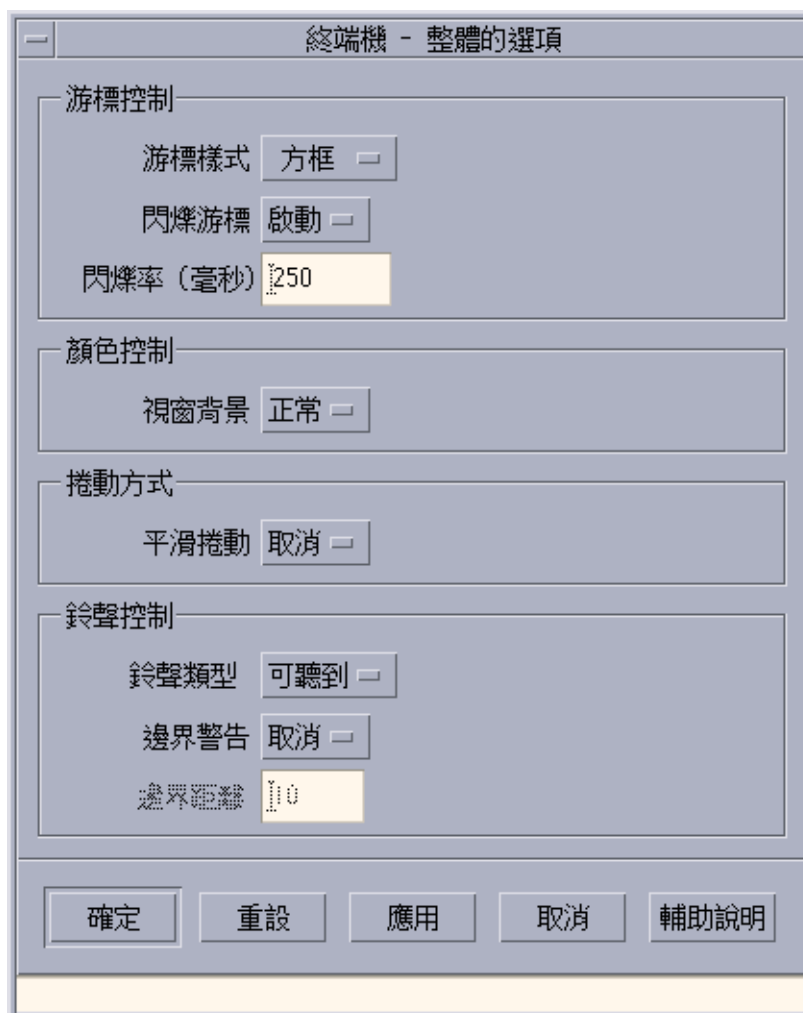 終端機 - 整體的選項
游標控制
游標樣式 方框
閃爍游標 啟動
閃爍率 (毫秒) 250
顏色控制
視窗背景 正常
捲動方式
平滑捲動 取消
鈴聲控制
鈴聲類型 可聽到
邊界警告 取消
邊界距離 10
確定 重設 應用 取消 輔助說明